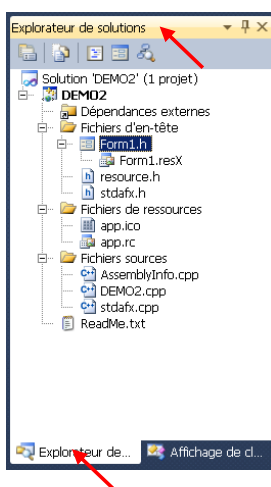 Explorateur de solutions
Solution 'DEMO2' (1 projet)
DEMO2
Dépendances externes
Fichiers d'en-tête
Form1.h
Form1.resX
resource.h
stdafx.h
Fichiers de ressources
app.ico
app.rc
Fichiers sources
AssemblyInfo.cpp
DEMO2.cpp
stdafx.cpp
ReadMe.txt
Explorateur de... Affichage de cl...